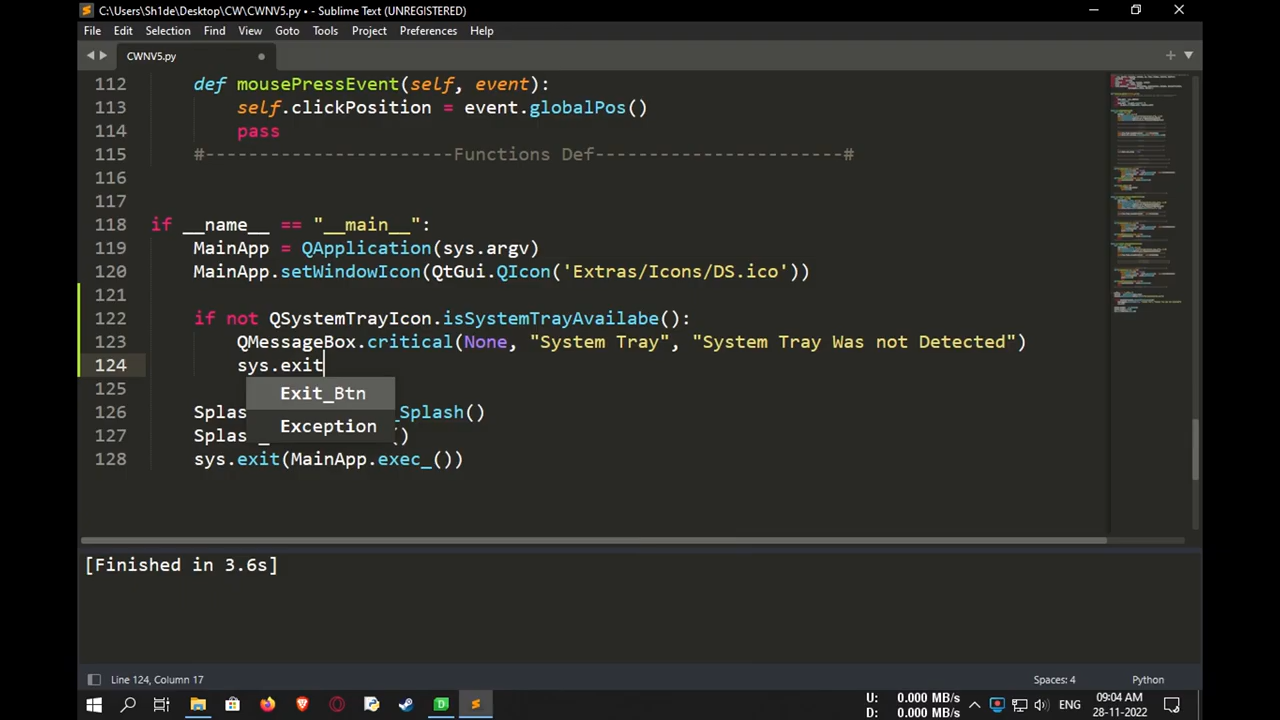 C:\Users\Sh1de\Desktop\CW\CWNV5.py • - Sublime Text (UNREGISTERED)
File Edit Selection Find View Goto Tools Project Preferences Help
CWNV5.py
112 def mousePressEvent(self, event):
113 self.clickPosition = event.globalPos()
114 pass
115 #-----------------------Functions Def-----------------------#
116
117
118 if __name__ == "__main__":
119 MainApp = QApplication(sys.argv)
120 MainApp.setWindowIcon(QtGui.QIcon('Extras/Icons/DS.ico'))
121
122 if not QSystemTrayIcon.isSystemTrayAvailabe():
123 QMessageBox.critical(None, "System Tray", "System Tray Was not Detected")
124 sys.exit
125 Exit_Btn
126 Splas _Splash()
Exception
127 Splas _ ()
128 sys.exit(MainApp.exec_())
[Finished in 3.6s]
Line 124, Column 17 Spaces: 4 Python
U: 0.000 MB/s
D: 0.000 MB/s
ENG
09:04 AM
28-11-2022